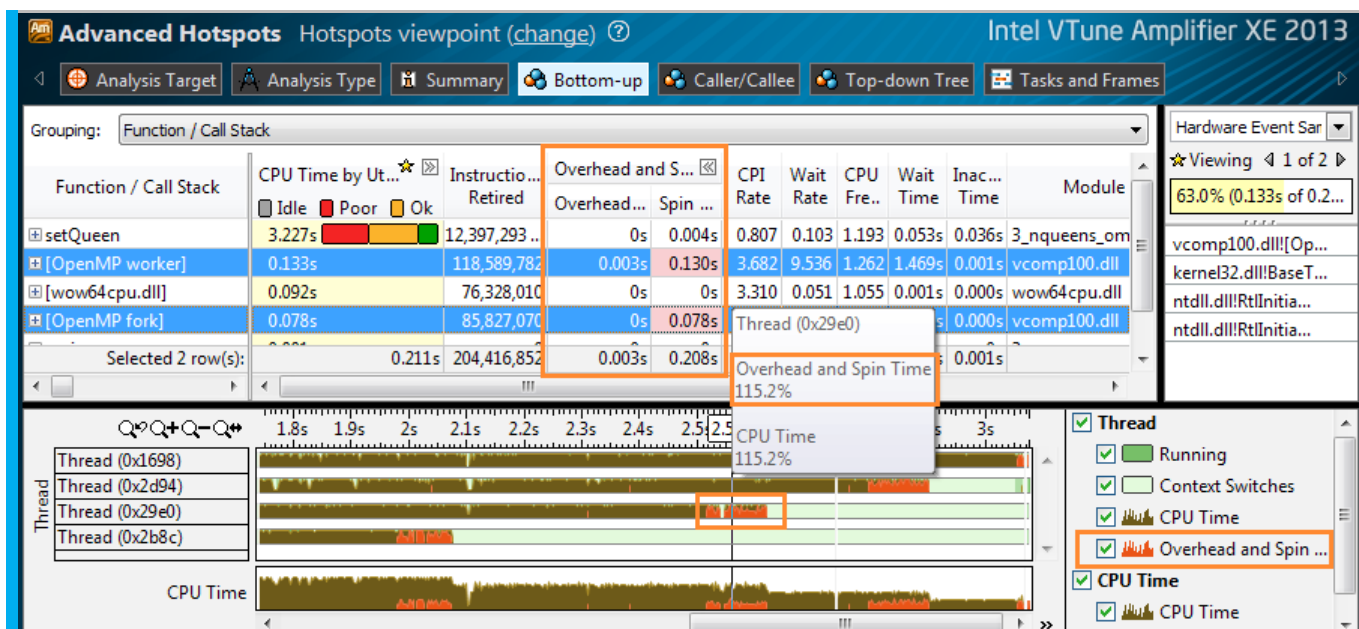 Am Advanced Hotspots Hotspots viewpoint (change) ? Intel VTune Amplifier XE 2013
Analysis Target Analysis Type Summary Bottom-up Caller/Callee Top-down Tree Tasks and Frames
Grouping: Function / Call Stack Hardware Event Sar
Function / Call Stack CPU Time by Ut... Instructio... Retired Overhead and S... CPI Rate Wait Rate CPU Fre.. Wait Time Inac... Time Module Viewing 1 of 2
Idle Poor Ok Overhead... Spin ... 63.0% (0.133s of 0.2...
setQueen 3.227s 12,397,293 .. 0s 0.004s 0.807 0.103 1.193 0.053s 0.036s 3_nqueens_om
[OpenMP worker] 0.133s 118,589,782 0.003s 0.130s 3.682 9.536 1.262 1.469s 0.001s vcomp100.dll vcomp100.dll![Op...
[wow64cpu.dll] 0.092s 76,328,010 0s 0s 3.310 0.051 1.055 0.001s 0.000s wow64cpu.dll kernel32.dll!BaseT...
[OpenMP fork] 0.078s 85,827,070 0s 0.078s s 0.000s vcomp100.dll ntdll.dll!RtlInitia...
ntdll.dll!RtlInitia...
Selected 2 row(s): 0.211s 204,416,852 0.003s 0.208s s 0.001s
Thread (0x29e0)
Overhead and Spin Time
115.2%
CPU Time
115.2%
1.8s 1.9s 2s 2.1s 2.2s 2.3s 2.4s 2.5 2.5 s 3s
Thread
Thread (0x1698)
Thread (0x2d94)
Thread (0x29e0)
Thread (0x2b8c)
CPU Time
Thread
Running
Context Switches
CPU Time
Overhead and Spin ...
CPU Time
CPU Time